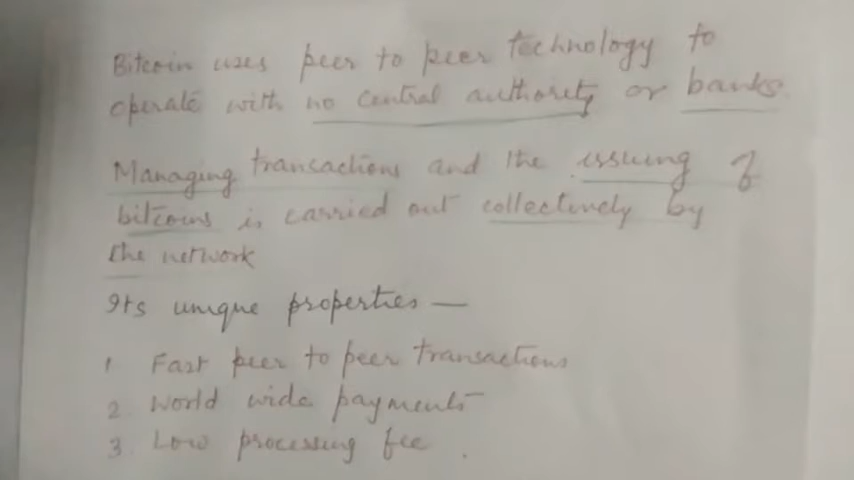 Bitcoin uses peer to peer technology to
operate with no central authority or banks.
Managing transactions and the issuing of
bitcoins is carried out collectively by
the network
Its unique properties —
1 Fast peer to peer transactions
2. World wide payments
3. Low processing fee .